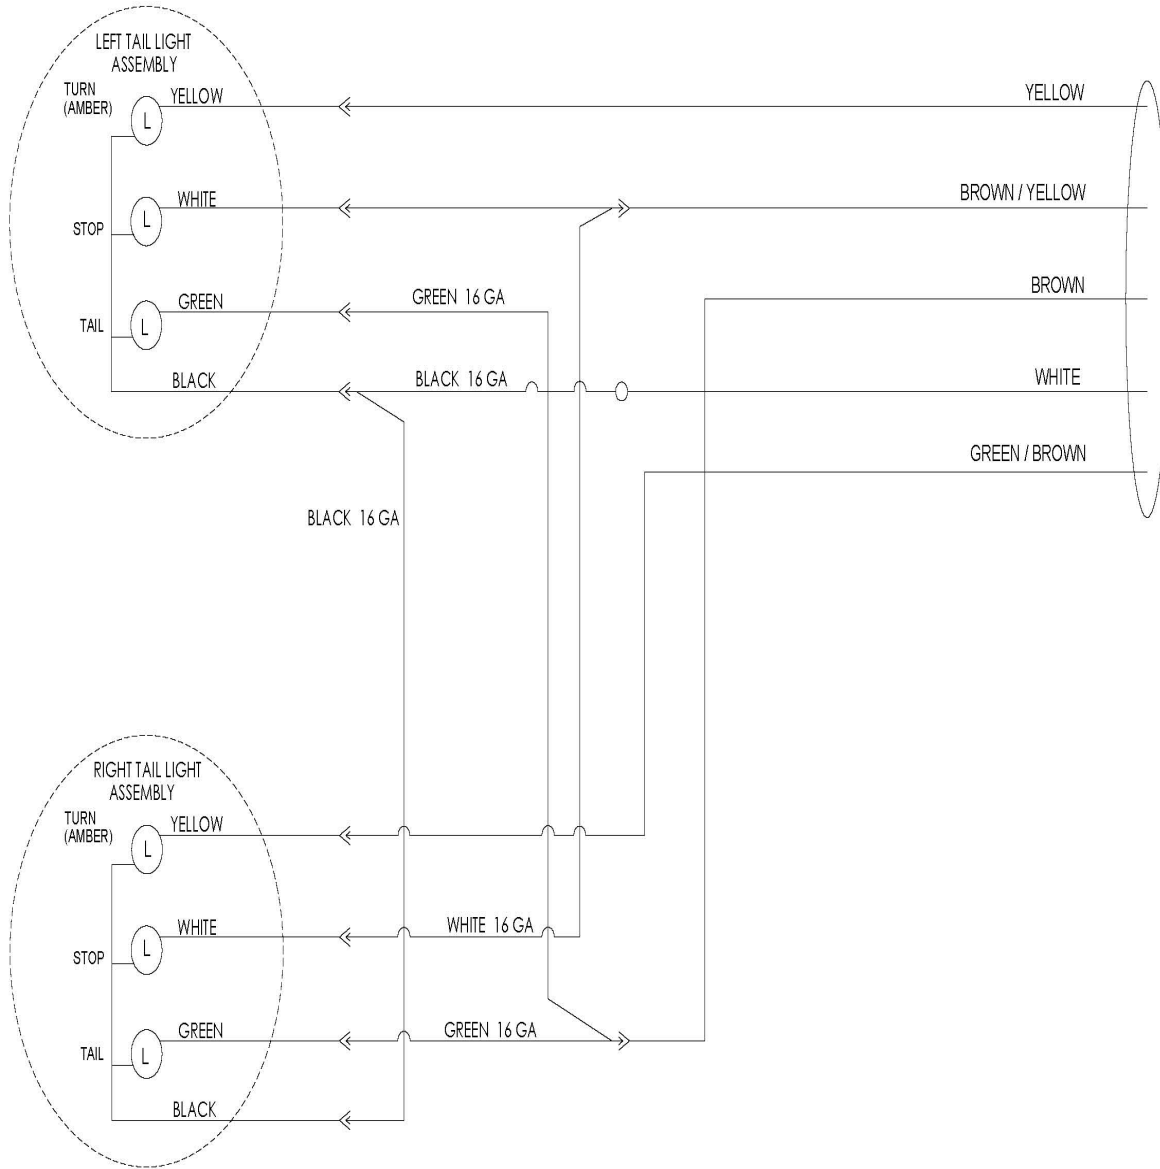 LEFT TAIL LIGHT
ASSEMBLY
TURN
(AMBER)
L
YELLOW
YELLOW
STOP
L
WHITE
BROWN / YELLOW
TAIL
L
GREEN
GREEN 16 GA
BROWN
BLACK
BLACK 16 GA
WHITE
GREEN / BROWN
BLACK 16 GA
RIGHT TAIL LIGHT
ASSEMBLY
TURN
(AMBER)
L
YELLOW
STOP
L
WHITE
WHITE 16 GA
TAIL
L
GREEN
GREEN 16 GA
BLACK